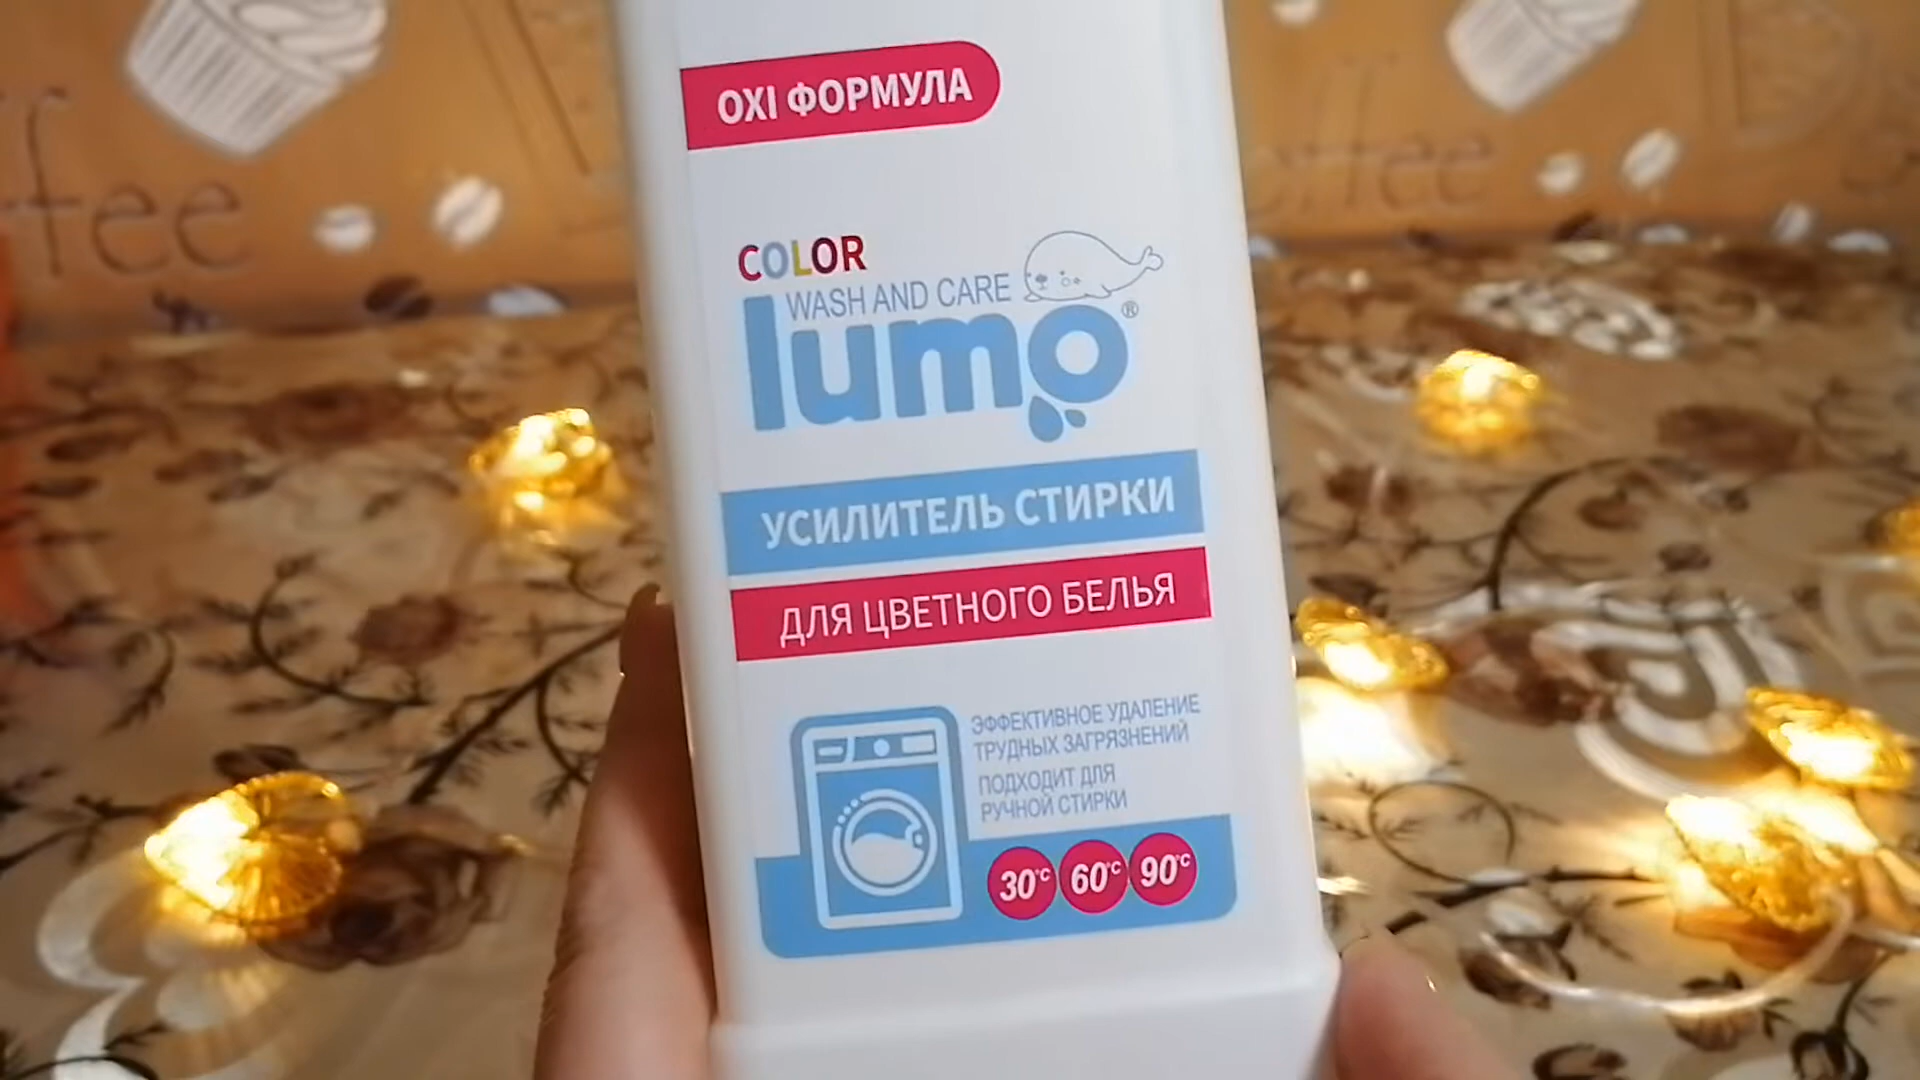 OXI ФОРМУЛА
COLOR
WASH AND CARE
lumo®
УСИЛИТЕЛЬ СТИРКИ
ДЛЯ ЦВЕТНОГО БЕЛЬЯ
ЭФФЕКТИВНОЕ УДАЛЕНИЕ
ТРУДНЫХ ЗАГРЯЗНЕНИЙ
ПОДХОДИТ ДЛЯ
РУЧНОЙ СТИРКИ
30°C 60°C 90°C
ffee